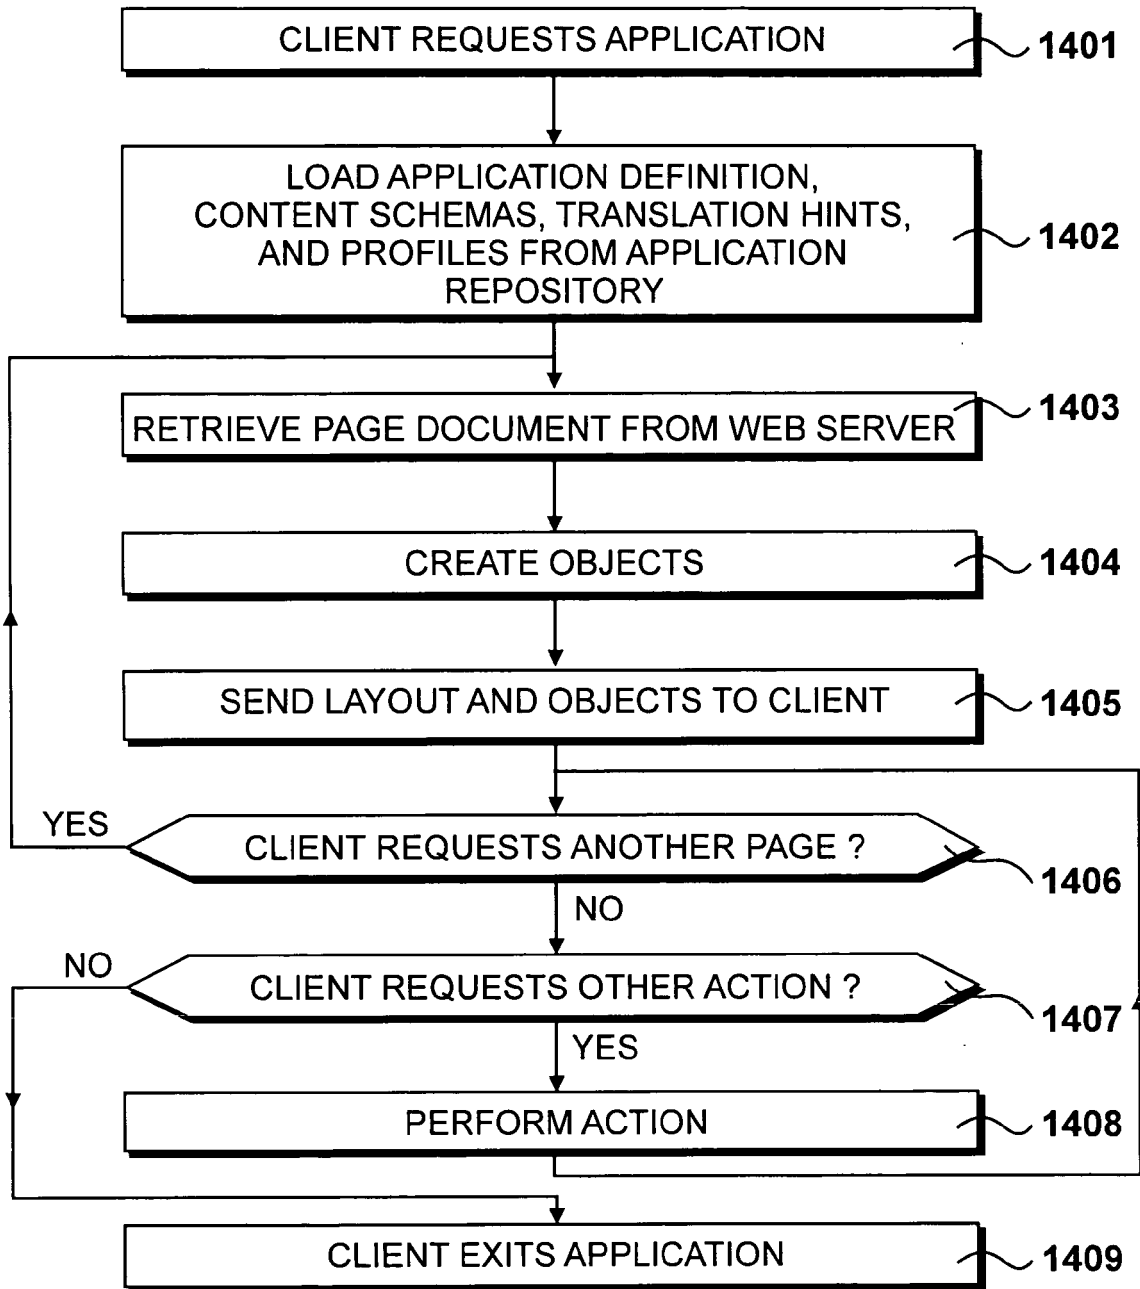 CLIENT REQUESTS APPLICATION
1401
LOAD APPLICATION DEFINITION,
CONTENT SCHEMAS, TRANSLATION HINTS,
AND PROFILES FROM APPLICATION
REPOSITORY
1402
RETRIEVE PAGE DOCUMENT FROM WEB SERVER
1403
CREATE OBJECTS
1404
SEND LAYOUT AND OBJECTS TO CLIENT
1405
YES
CLIENT REQUESTS ANOTHER PAGE ?
1406
NO
NO
CLIENT REQUESTS OTHER ACTION ?
1407
YES
PERFORM ACTION
1408
CLIENT EXITS APPLICATION
1409